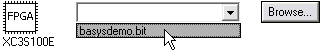 FPGA
XC3S100E
basysdemo.bit
Browse...